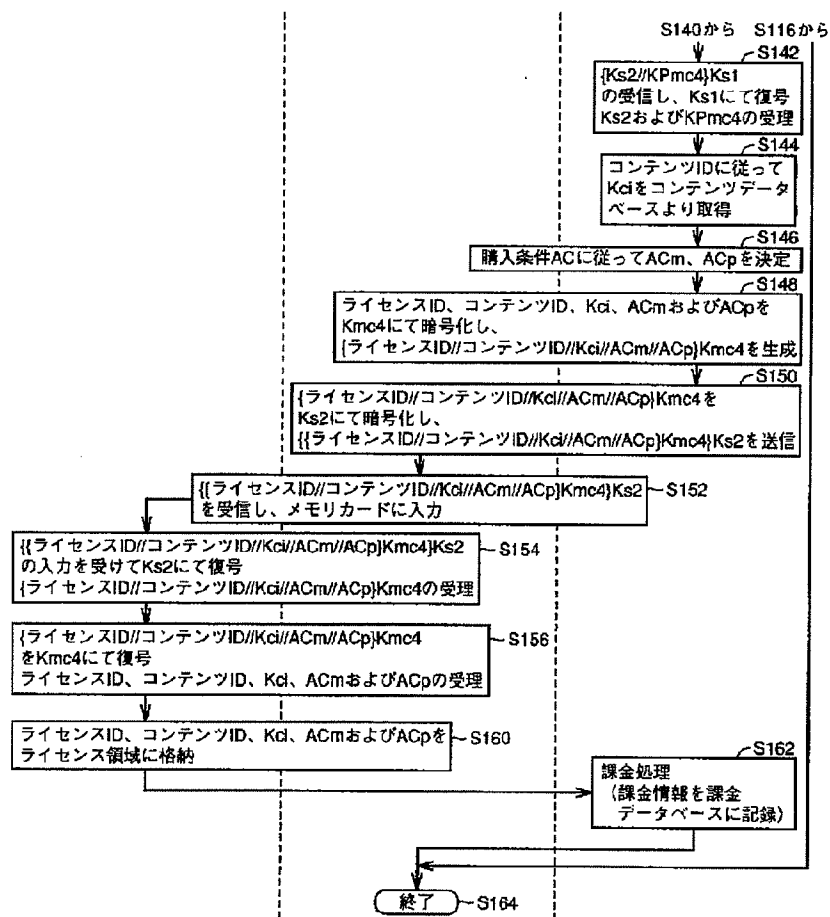 S140から S116から
S142
{Ks2//KPmc4}Ks1
の受信し、Ks1にて復号
Ks2およびKPmc4の受理
S144
コンテンツIDに従って
Kciをコンテンツデータ
ベースより取得
S146
購入条件ACに従ってACm、ACpを決定
S148
ライセンスID、コンテンツID、Kci、ACmおよびACpを
Kmc4にて暗号化し、
{ライセンスID//コンテンツID//Kci//ACm//ACp}Kmc4を生成
S150
{ライセンスID//コンテンツID//Kci//ACm//ACp}Kmc4を
Ks2にて暗号化し、
{{ライセンスID//コンテンツID//Kci//ACm//ACp}Kmc4}Ks2を送信
{{ライセンスID//コンテンツID//Kci//ACm//ACp}Kmc4}Ks2
を受信し、メモリカードに入力
S152
{{ライセンスID//コンテンツID//Kci//ACm//ACp}Kmc4}Ks2
の入力を受けてKs2にて復号
{ライセンスID//コンテンツID//Kci//ACm//ACp}Kmc4の受理
S154
{ライセンスID//コンテンツID//Kci//ACm//ACp}Kmc4
をKmc4にて復号
ライセンスID、コンテンツID、Kci、ACmおよびACpの受理
S156
ライセンスID、コンテンツID、Kci、ACmおよびACpを
ライセンス領域に格納
S160
S162
課金処理
(課金情報を課金
データベースに記録)
終了
S164